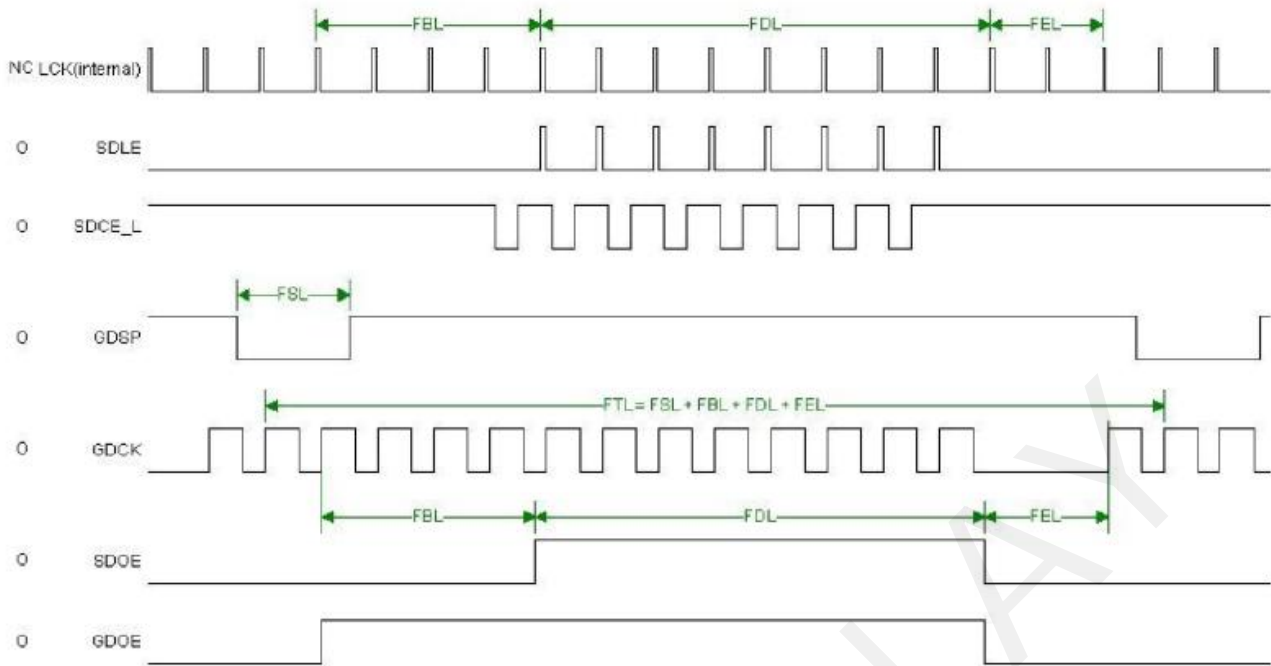 FBL FDL FEL
NC LCK(internal)
O SDLE
O SDCE_L
FSL
O GDSP
FTL= FSL + FBL + FDL + FEL
O GDCK
FBL FDL FEL
O SDOE
O GDOE
LAY